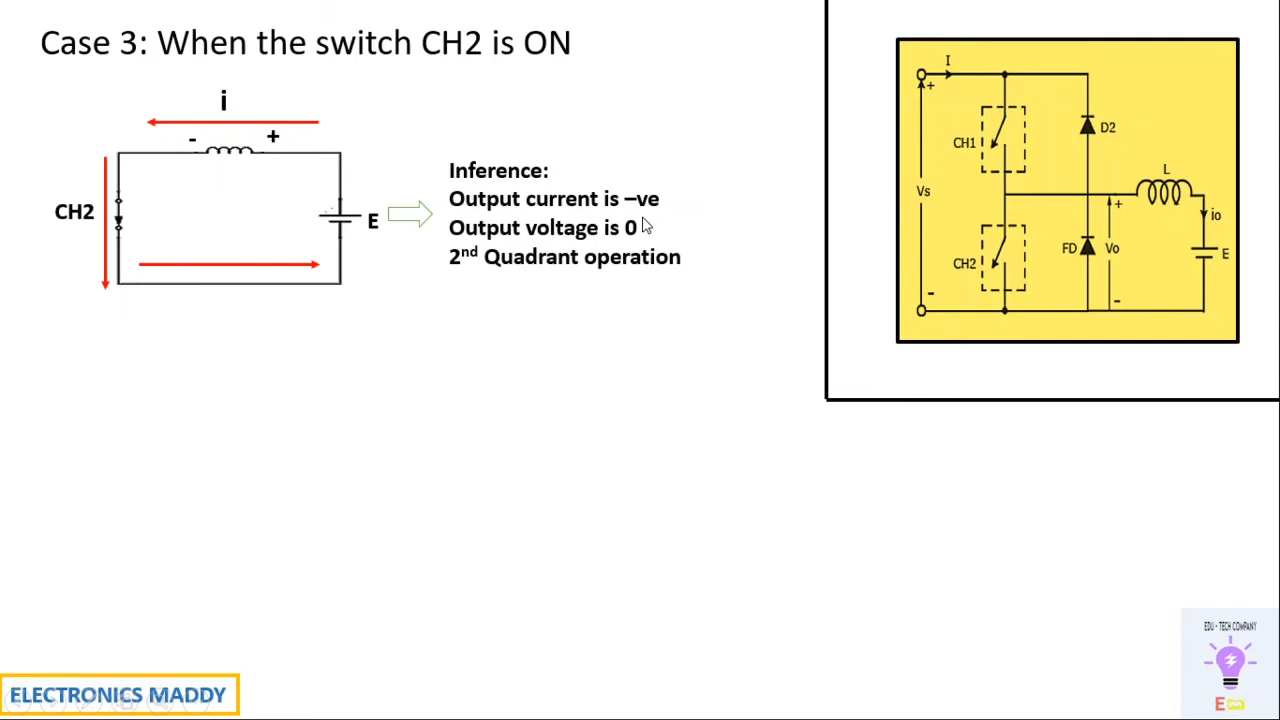 Case 3: When the switch CH2 is ON
i
- +
CH2
E
Inference:
Output current is –ve
Output voltage is 0
2nd Quadrant operation
I
+
CH1
D2
Vs
L
+
io
CH2
FD
Vo
E
-
-
EDU - TECH COMPANY
E
ELECTRONICS MADDY